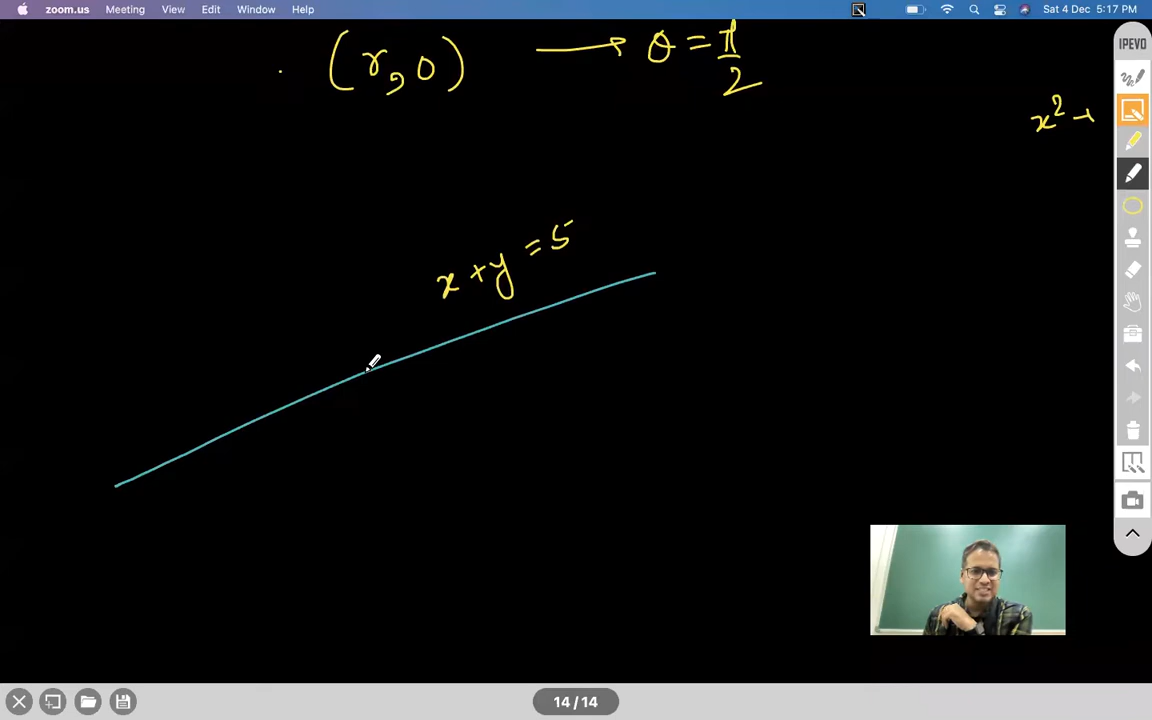 zoom.us Meeting View Edit Window Help Sat 4 Dec 5:17 PM
IPEVO
(r, 0) → θ = π/2
x² +
x + y = 5
14 / 14